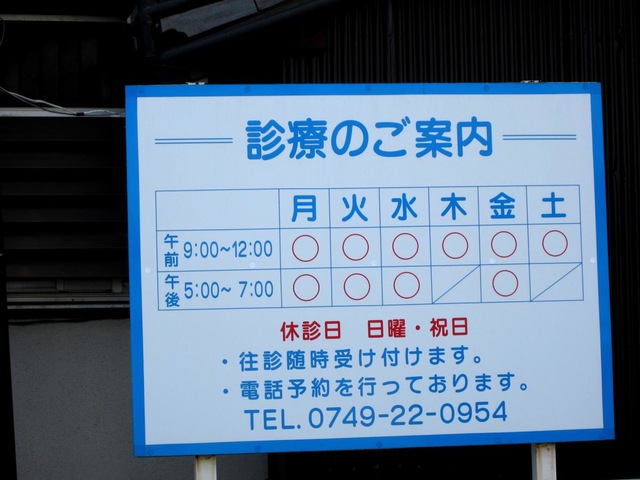 診療のご案内
月 火 水 木 金 土
午前 9:00~12:00 ○ ○ ○ ○ ○ ○
午後 5:00~ 7:00 ○ ○ ○ ／ ○ ／
休診日 日曜・祝日
・往診随時受け付けます。
・電話予約を行っております。
TEL. 0749-22-0954